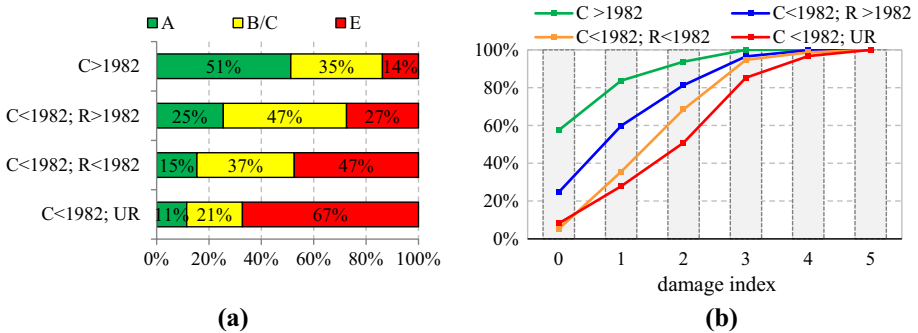 A B/C E
C>1982 51% 35% 14%
C<1982; R>1982 25% 47% 27%
C<1982; R<1982 15% 37% 47%
C<1982; UR 11% 21% 67%
0% 20% 40% 60% 80% 100%
(a)
C >1982 C<1982; R >1982
C<1982; R<1982 C <1982; UR
100%
80%
60%
40%
20%
0%
0 1 2 3 4 5
damage index
(b)